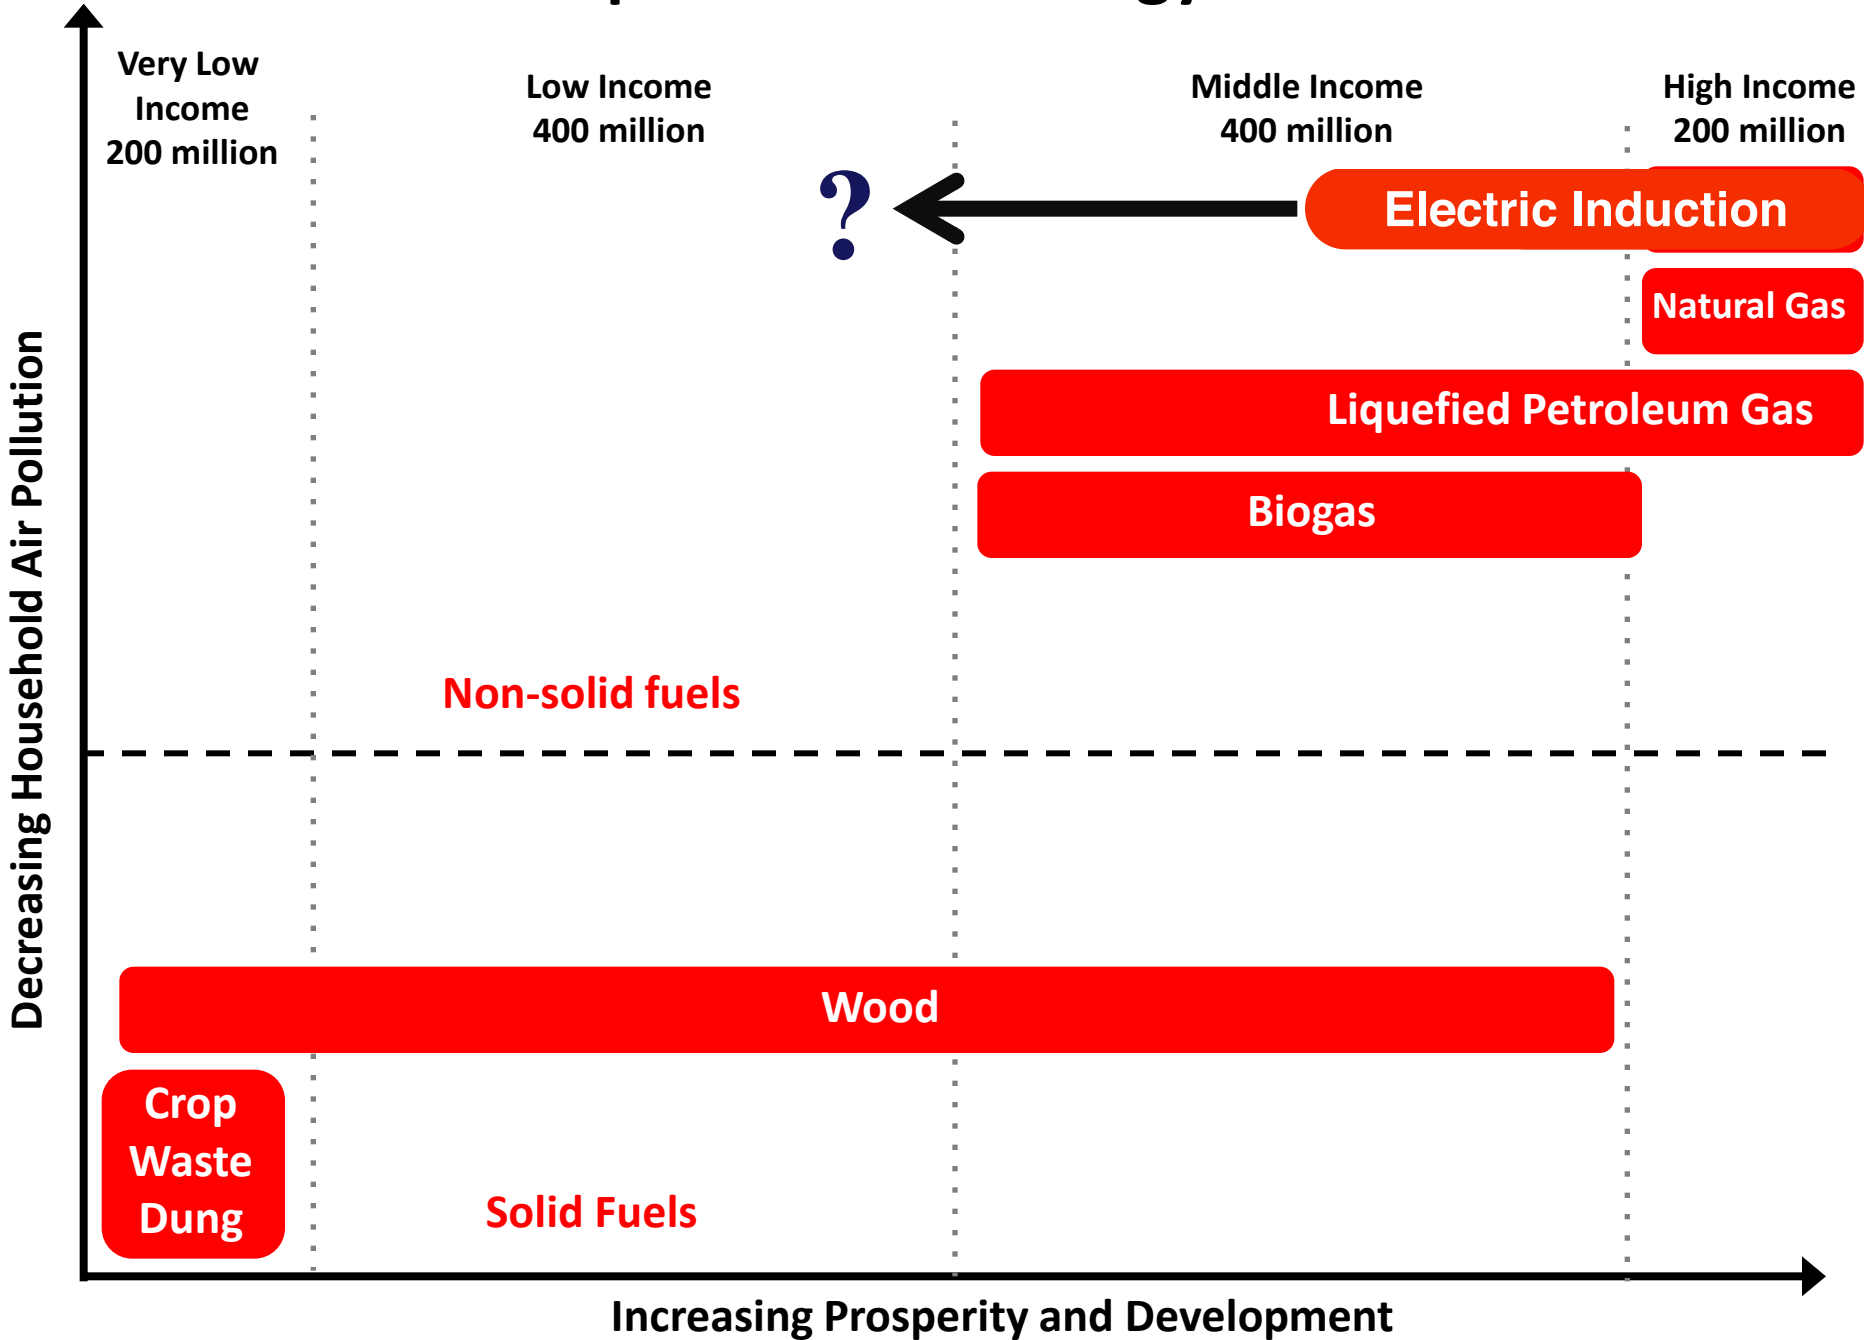 Very Low
Income
200 million
Low Income
400 million
Middle Income
400 million
High Income
200 million
?
Electric Induction
Natural Gas
Liquefied Petroleum Gas
Biogas
Non-solid fuels
Wood
Crop
Waste
Dung
Solid Fuels
Decreasing Household Air Pollution
Increasing Prosperity and Development